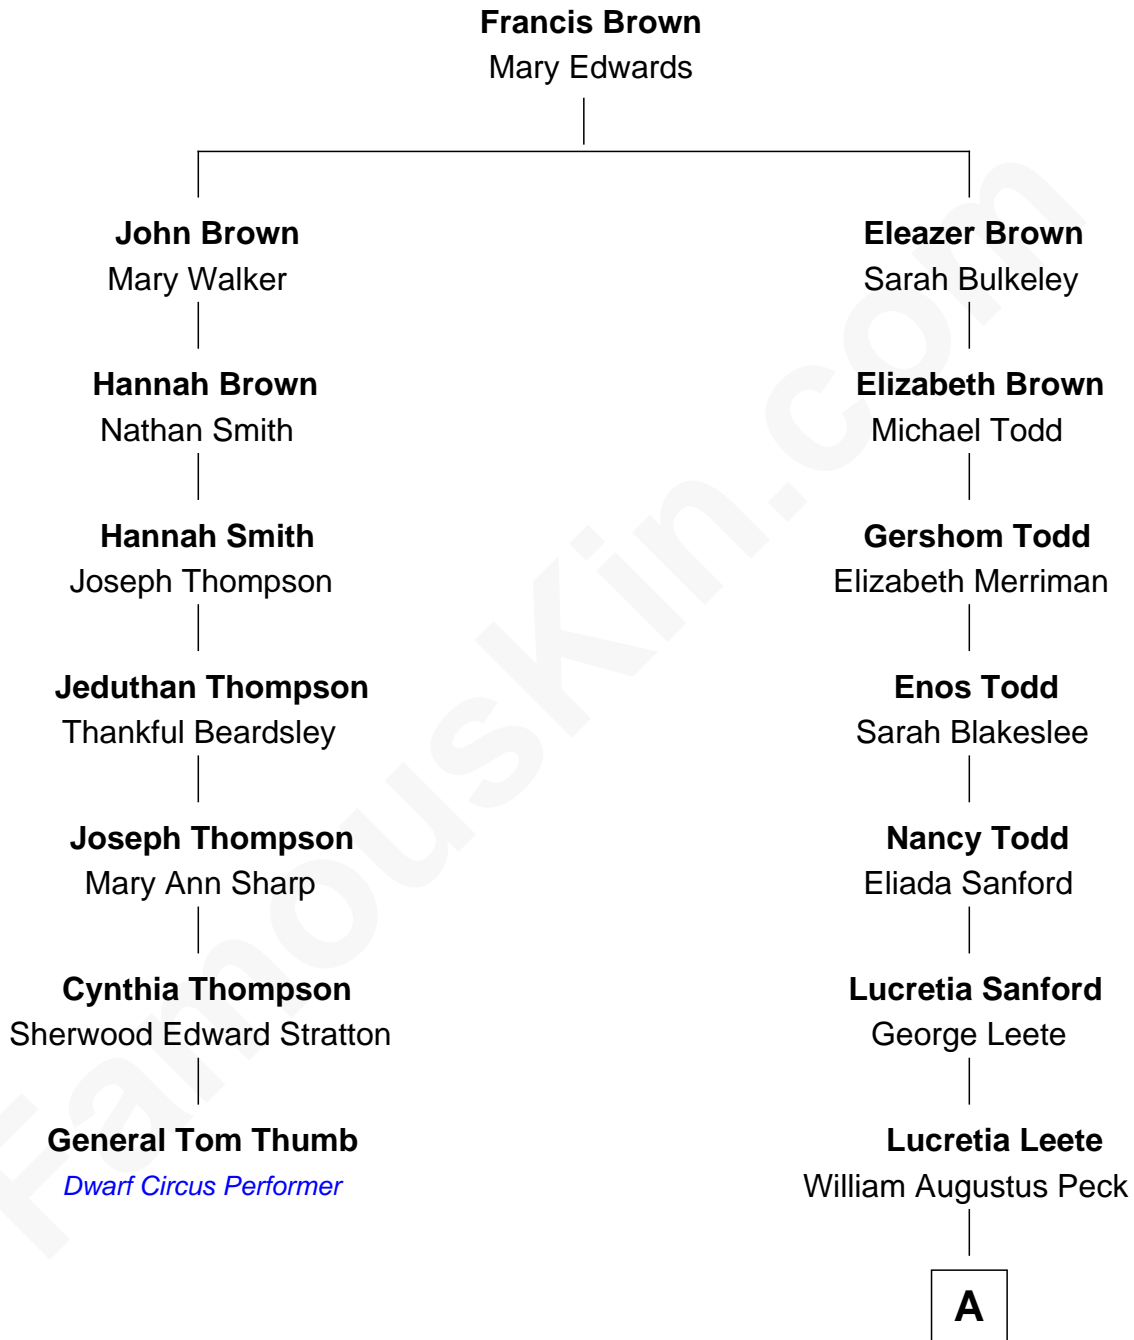 Francis Brown
Mary Edwards
John Brown
Mary Walker
Eleazer Brown
Sarah Bulkeley
Hannah Brown
Nathan Smith
Elizabeth Brown
Michael Todd
Hannah Smith
Joseph Thompson
Gershom Todd
Elizabeth Merriman
Jeduthan Thompson
Thankful Beardsley
Enos Todd
Sarah Blakeslee
Joseph Thompson
Mary Ann Sharp
Nancy Todd
Eliada Sanford
Cynthia Thompson
Sherwood Edward Stratton
Lucretia Sanford
George Leete
General Tom Thumb
Dwarf Circus Performer
Lucretia Leete
William Augustus Peck
A
FamousKin.com